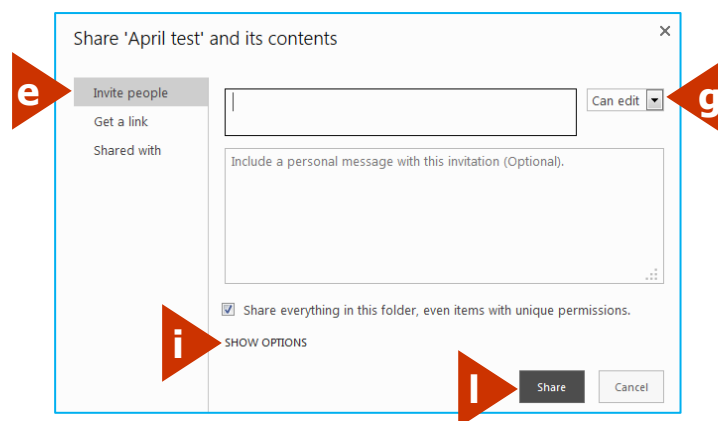 Share 'April test' and its contents
e
Invite people
Can edit
g
Get a link
Shared with
Include a personal message with this invitation (Optional).
Share everything in this folder, even items with unique permissions.
i
SHOW OPTIONS
l
Share
Cancel